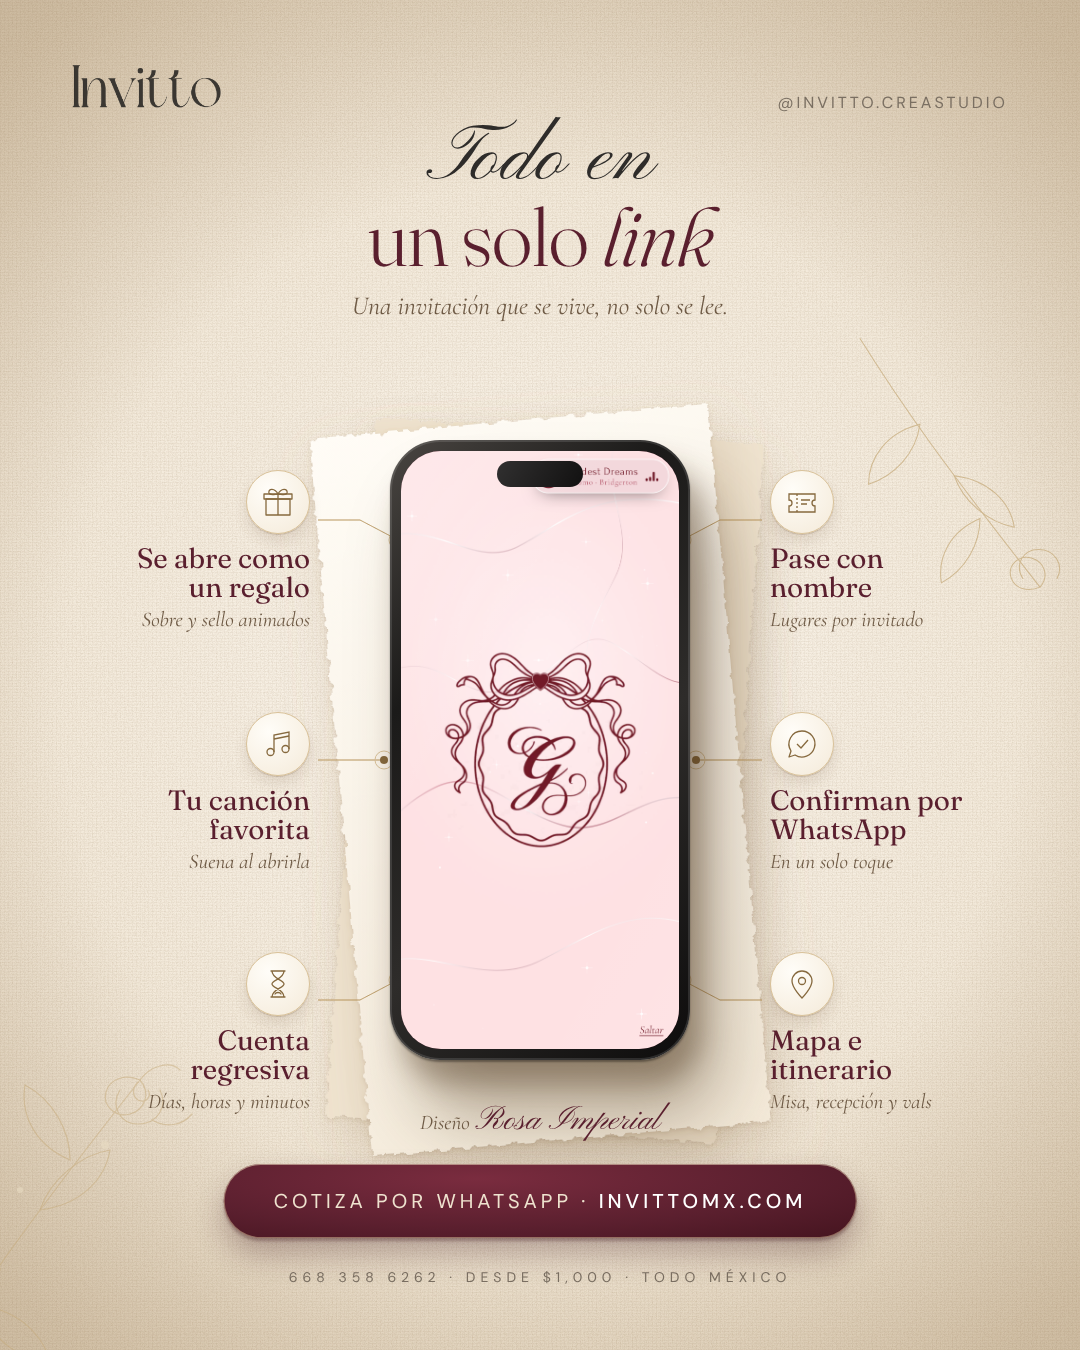 Invitto
@INVITTO.CREASTUDIO
Todo en
un solo link
Una invitación que se vive, no solo se lee.
dest Dreams
· Bridgerton
Se abre como
un regalo
Sobre y sello animados
Pase con
nombre
Lugares por invitado
G
Tu canción
favorita
Suena al abrirla
Confirman por
WhatsApp
En un solo toque
Cuenta
regresiva
Días, horas y minutos
Mapa e
itinerario
Misa, recepción y vals
Saltar
Diseño Rosa Imperial
COTIZA POR WHATSAPP · INVITTOMX.COM
668 358 6262 · DESDE $1,000 · TODO MÉXICO